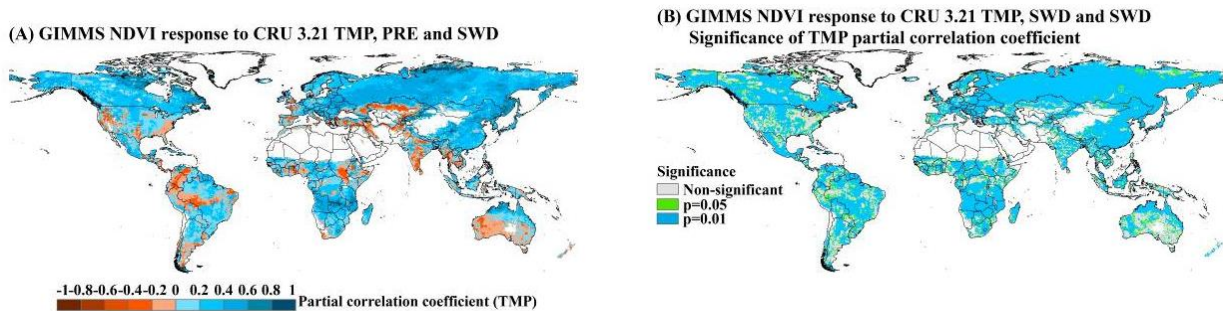 (A) GIMMS NDVI response to CRU 3.21 TMP, PRE and SWD
-1-0.8-0.6-0.4-0.2 0 0.2 0.4 0.6 0.8 1
Partial correlation coefficient (TMP)
(B) GIMMS NDVI response to CRU 3.21 TMP, SWD and SWD
Significance of TMP partial correlation coefficient
Significance
Non-significant
p=0.05
p=0.01